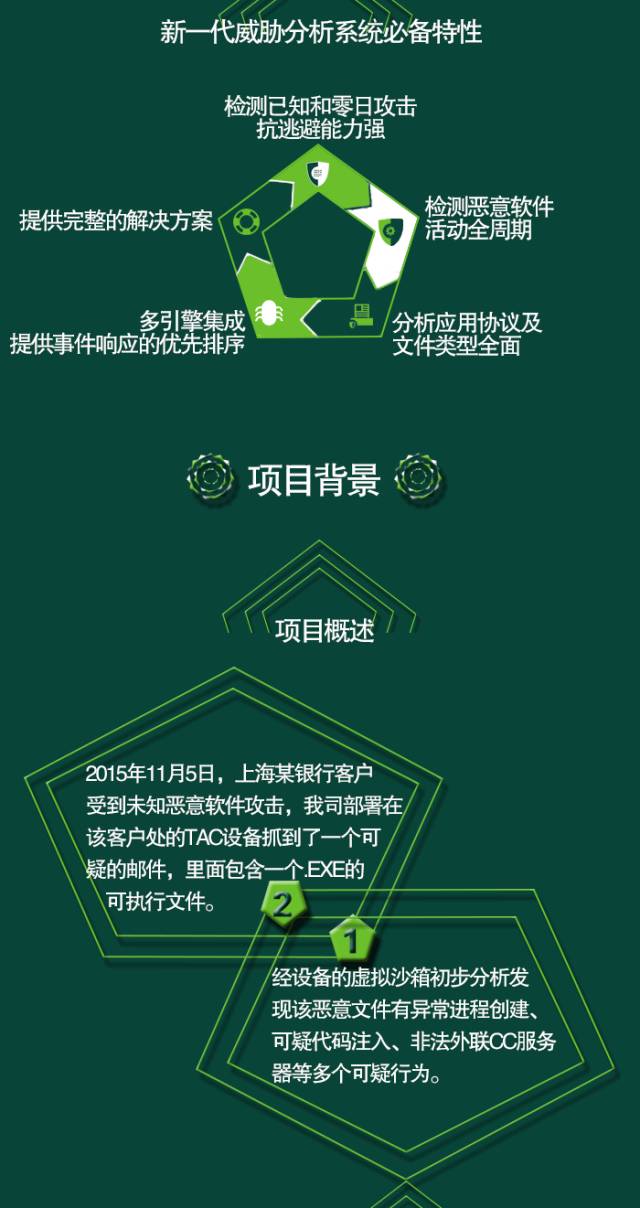 新一代威胁分析系统必备特性
检测已知和零日攻击
抗逃避能力强
提供完整的解决方案
检测恶意软件
活动全周期
多引擎集成
提供事件响应的优先排序
分析应用协议及
文件类型全面
项目背景
项目概述
2015年11月5日，上海某银行客户
受到未知恶意软件攻击，我司部署在
该客户处的TAC设备抓到了一个可
疑的邮件，里面包含一个.EXE的
可执行文件。
2
1
经设备的虚拟沙箱初步分析发
现该恶意文件有异常进程创建、
可疑代码注入、非法外联CC服务
器等多个可疑行为。